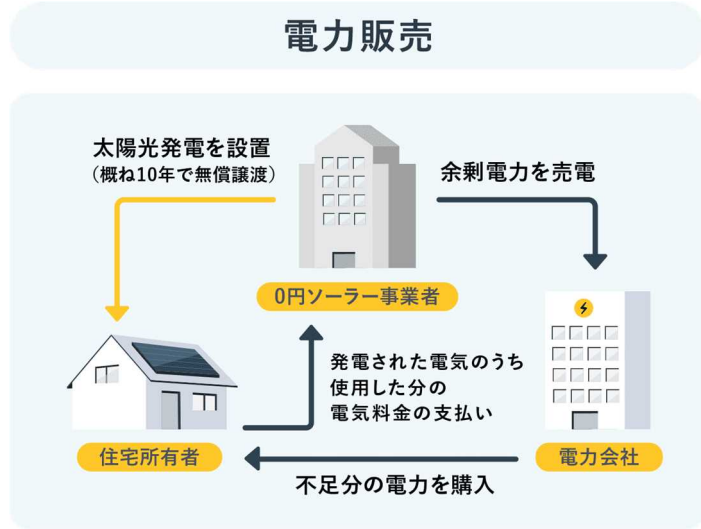 電力販売
太陽光発電を設置
（概ね10年で無償譲渡）
余剰電力を売電
0円ソーラー事業者
発電された電気のうち
使用した分の
電気料金の支払い
住宅所有者
電力会社
不足分の電力を購入